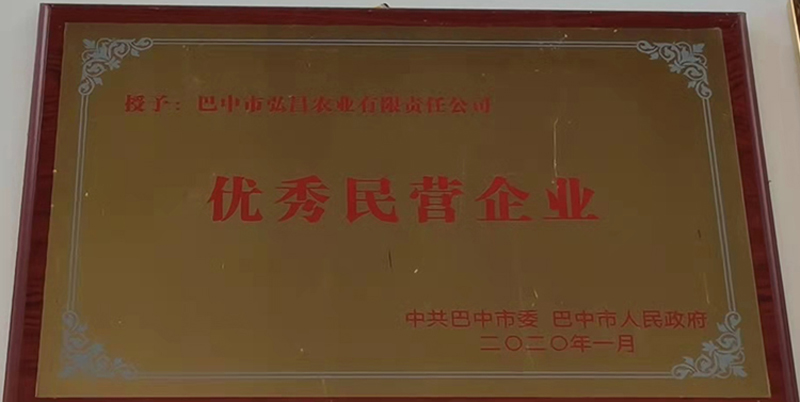 授予：巴中市弘昌农业有限责任公司
优秀民营企业
中共巴中市委 巴中市人民政府
二〇二〇年一月